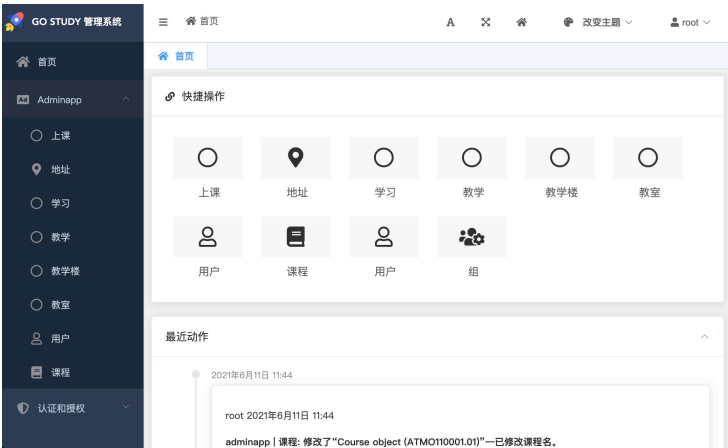 GO STUDY 管理系统
首页
A
改变主题
root
首页
首页
Ad Adminapp
上课
地址
学习
教学
教学楼
教室
用户
课程
认证和授权
快捷操作
上课 地址 学习 教学 教学楼 教室
用户 课程 用户 组
最近动作
2021年6月11日 11:44
root 2021年6月11日 11:44
adminapp | 课程: 修改了“Course object (ATMO110001.01)”—已修改课程名。